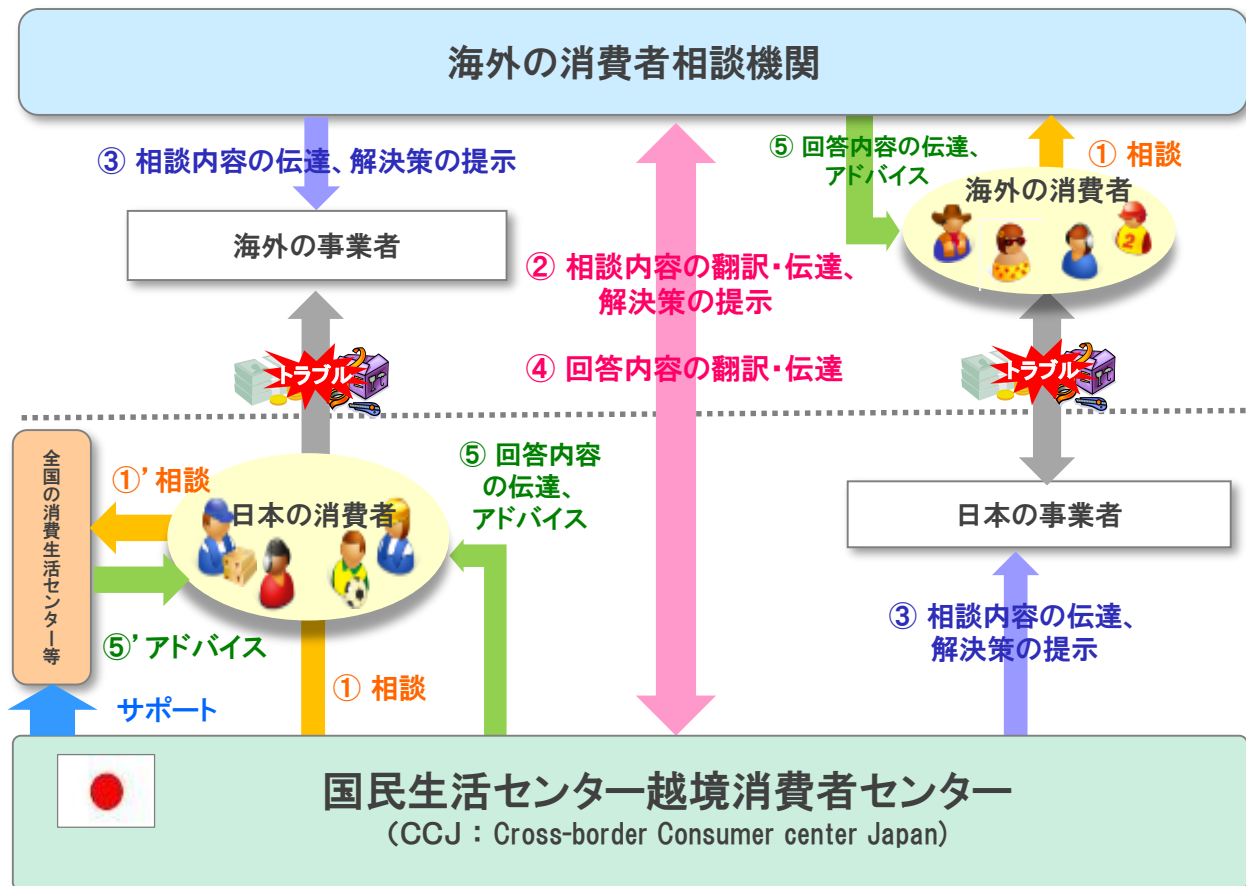 海外の消費者相談機関
③ 相談内容の伝達、解決策の提示
⑤ 回答内容の伝達、
アドバイス
① 相談
海外の消費者
2
海外の事業者
② 相談内容の翻訳・伝達、
解決策の提示
④ 回答内容の翻訳・伝達
トラブル
トラブル
全国の消費生活センター等
①’ 相談
日本の消費者
⑤ 回答内容
の伝達、
アドバイス
日本の事業者
⑤’ アドバイス
③ 相談内容の伝達、
解決策の提示
① 相談
サポート
国民生活センター越境消費者センター
(CCJ : Cross-border Consumer center Japan)